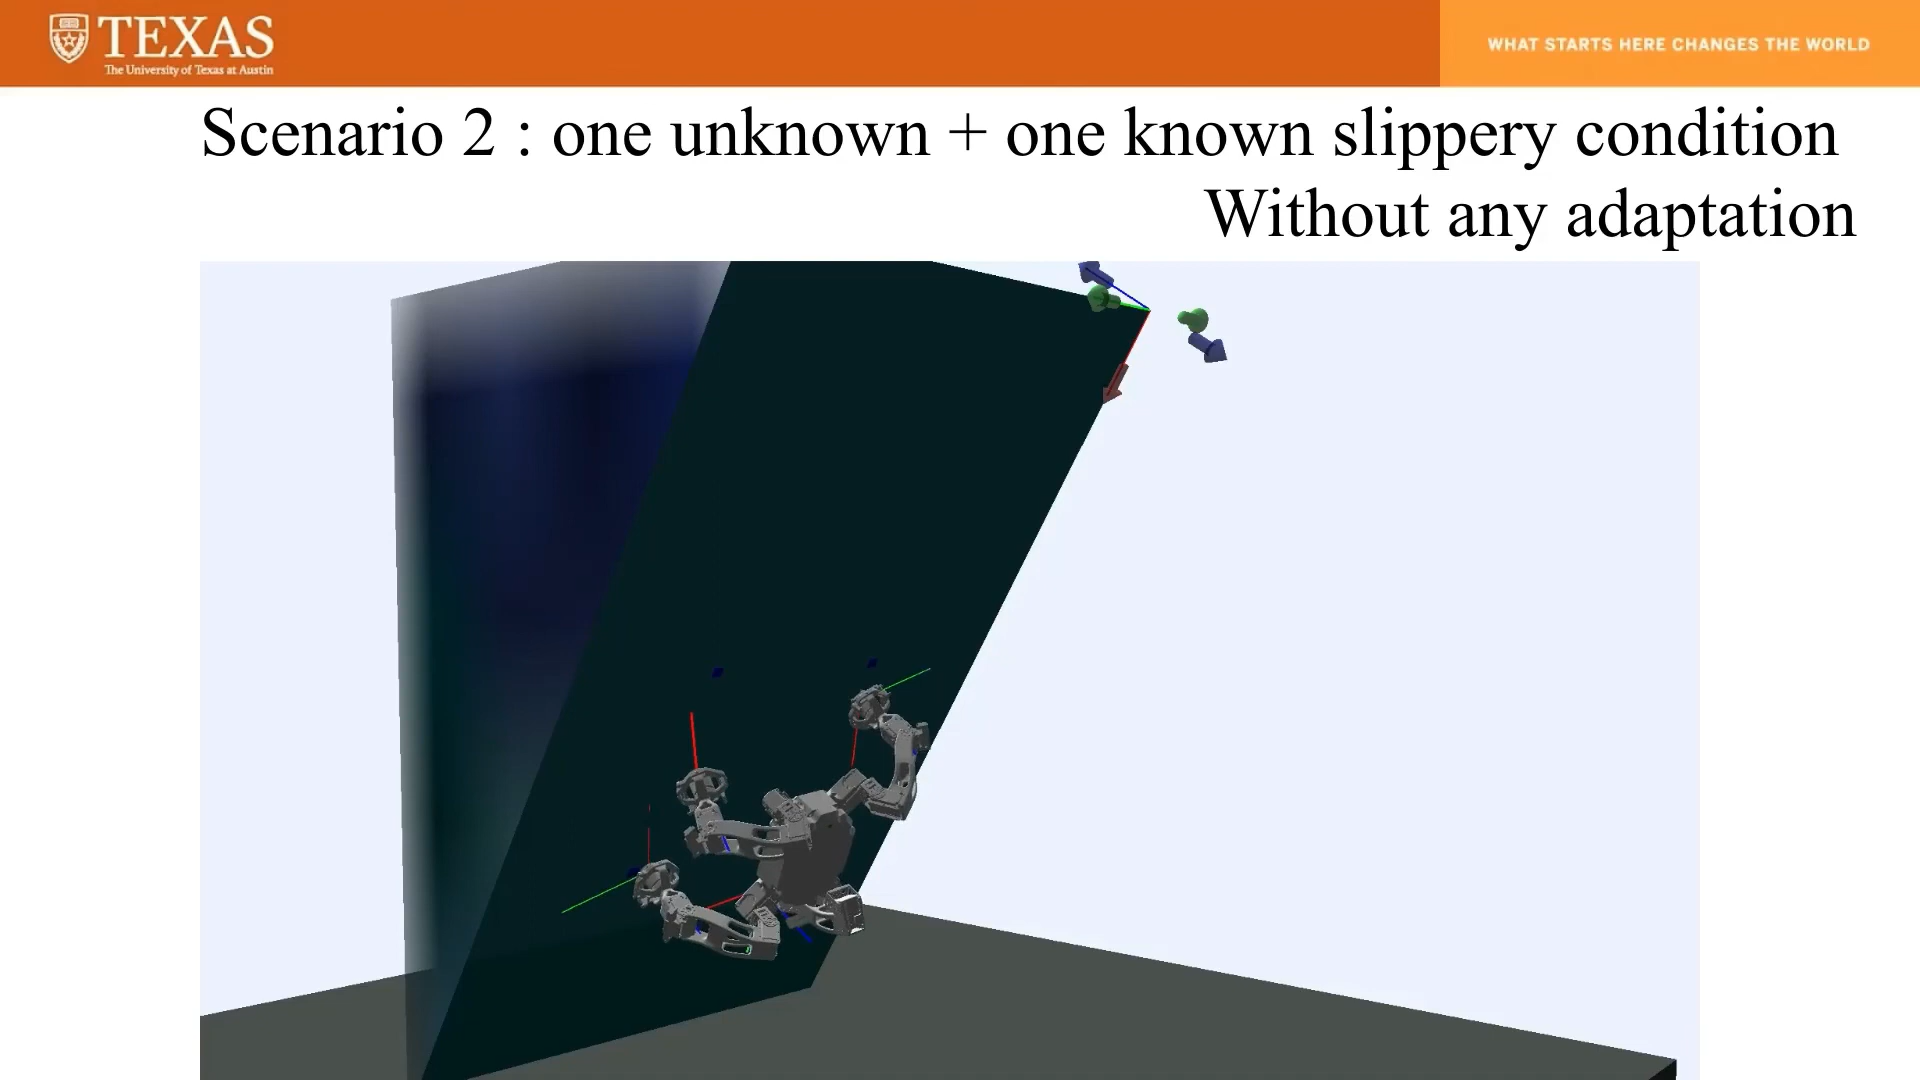 TEXAS
The University of Texas at Austin
WHAT STARTS HERE CHANGES THE WORLD
Scenario 2 : one unknown + one known slippery condition
Without any adaptation